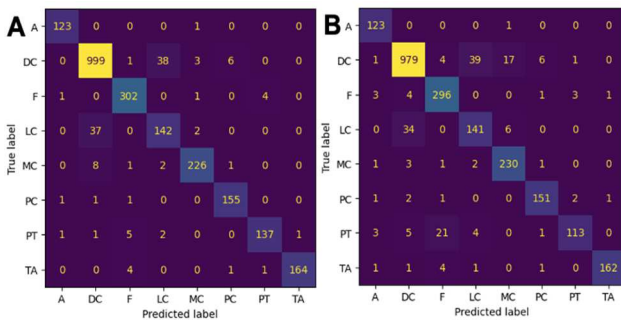 A
True label
A 123 0 0 0 1 0 0 0
DC 0 999 1 38 3 6 0 0
F 1 0 302 0 1 0 4 0
LC 0 37 0 142 2 0 0 0
MC 0 8 1 2 226 1 0 0
PC 1 1 1 0 0 155 0 0
PT 1 1 5 2 0 0 137 1
TA 0 0 4 0 0 1 1 164
A DC F LC MC PC PT TA
Predicted label
B
True label
A 123 0 0 0 1 0 0 0
DC 1 979 4 39 17 6 1 0
F 3 4 296 0 0 1 3 1
LC 0 34 0 141 6 0 0 0
MC 1 3 1 2 230 1 0 0
PC 1 2 1 0 0 151 2 1
PT 3 5 21 4 0 1 113 0
TA 1 1 4 1 0 1 0 162
A DC F LC MC PC PT TA
Predicted label